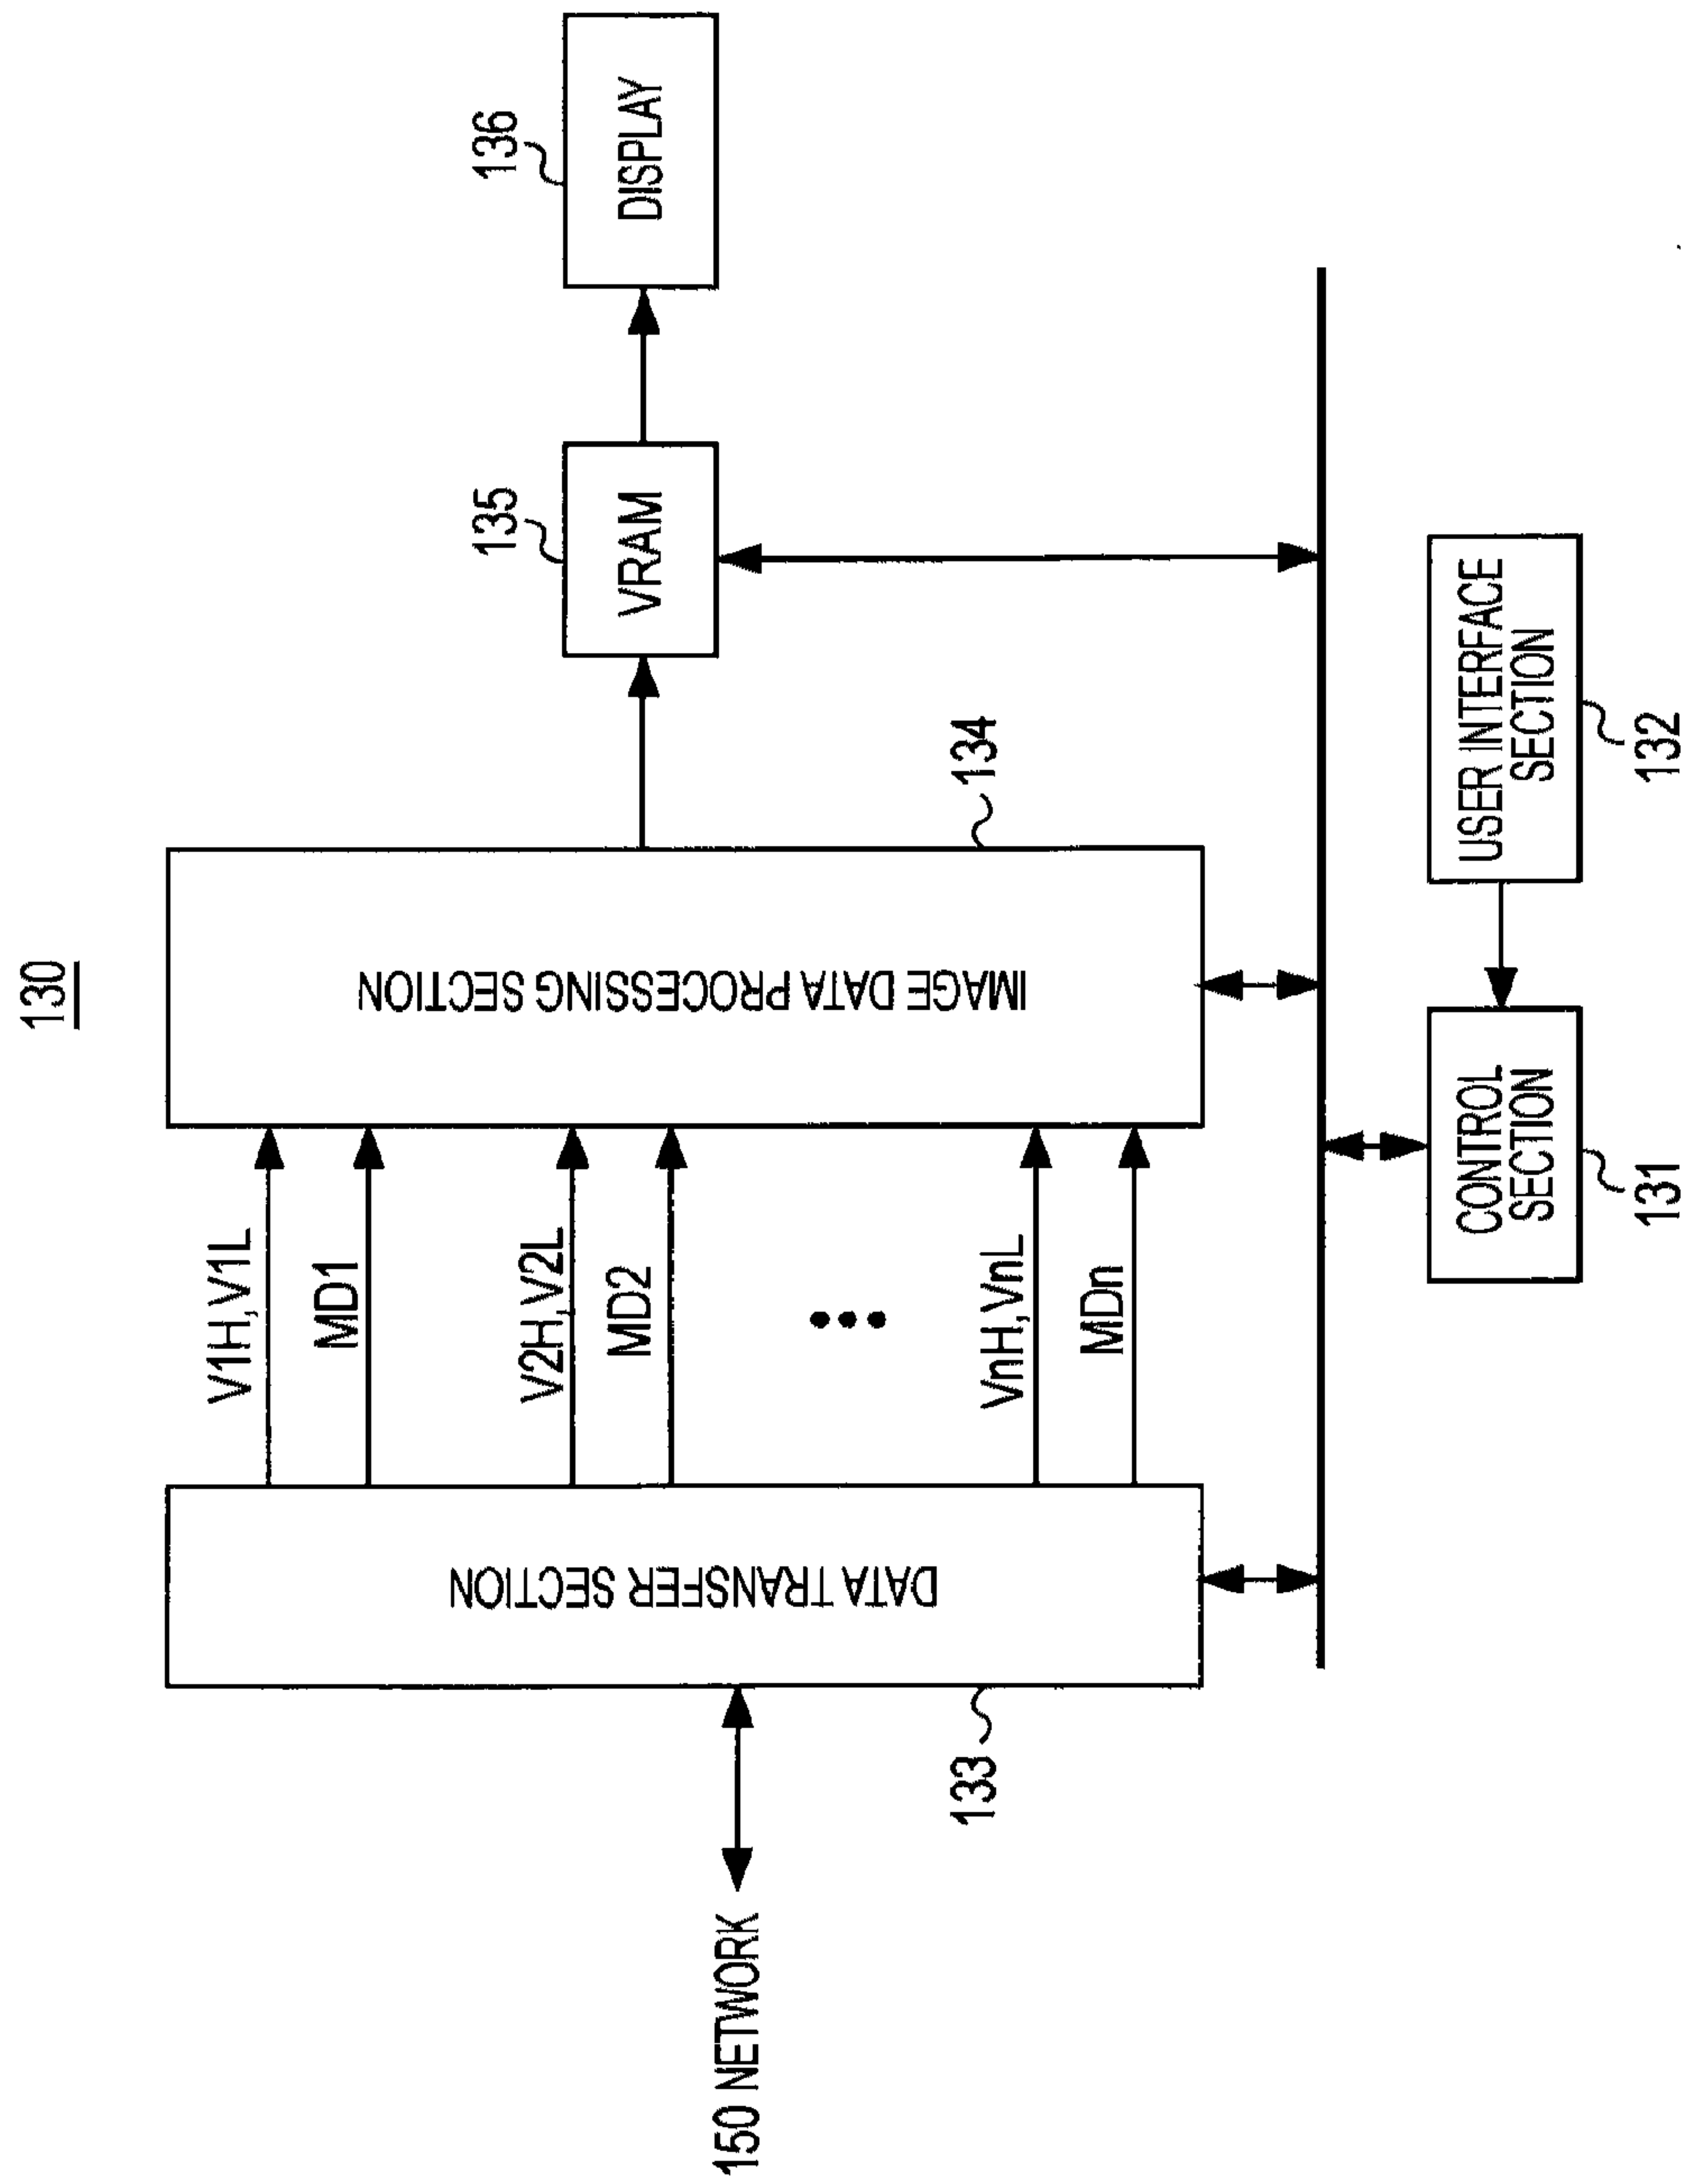 130
150 NETWORK
133
DATA TRANSFER SECTION
V1H,V1L
MD1
V2H,V2L
MD2
VnH,VnL
MDn
IMAGE DATA PROCESSING SECTION
134
135
VRAM
136
DISPLAY
CONTROL
SECTION
131
USER INTERFACE
SECTION
132